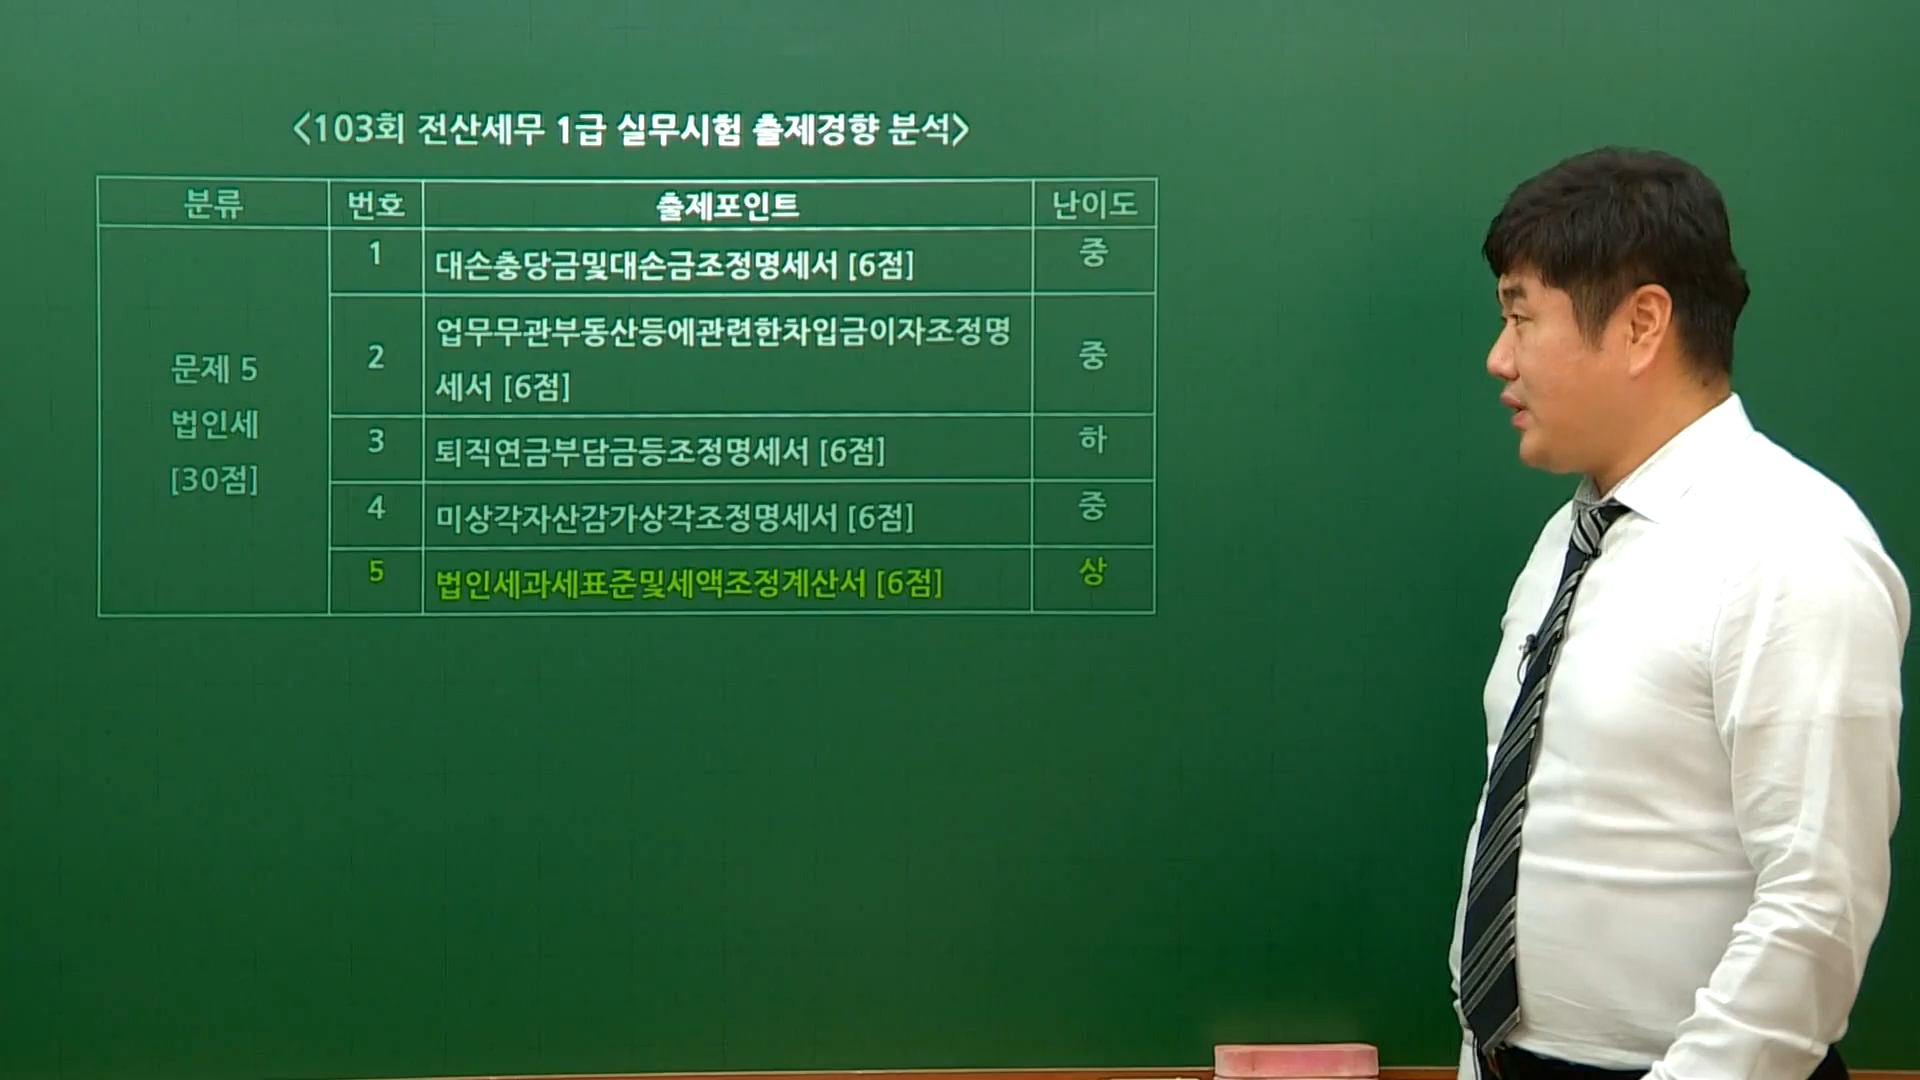 <103회 전산세무 1급 실무시험 출제경향 분석>
분류 번호 출제포인트 난이도
문제 5
법인세
[30점]
1 대손충당금및대손금조정명세서 [6점] 중
2 업무무관부동산등에관련한차입금이자조정명
세서 [6점] 중
3 퇴직연금부담금등조정명세서 [6점] 하
4 미상각자산감가상각조정명세서 [6점] 중
5 법인세과세표준및세액조정계산서 [6점] 상